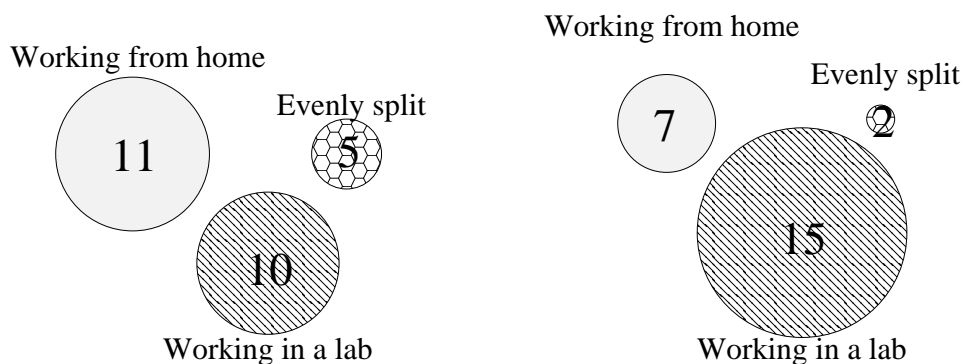 Working from home
Evenly split
11
5
10
Working in a lab
Working from home
Evenly split
7
2
15
Working in a lab